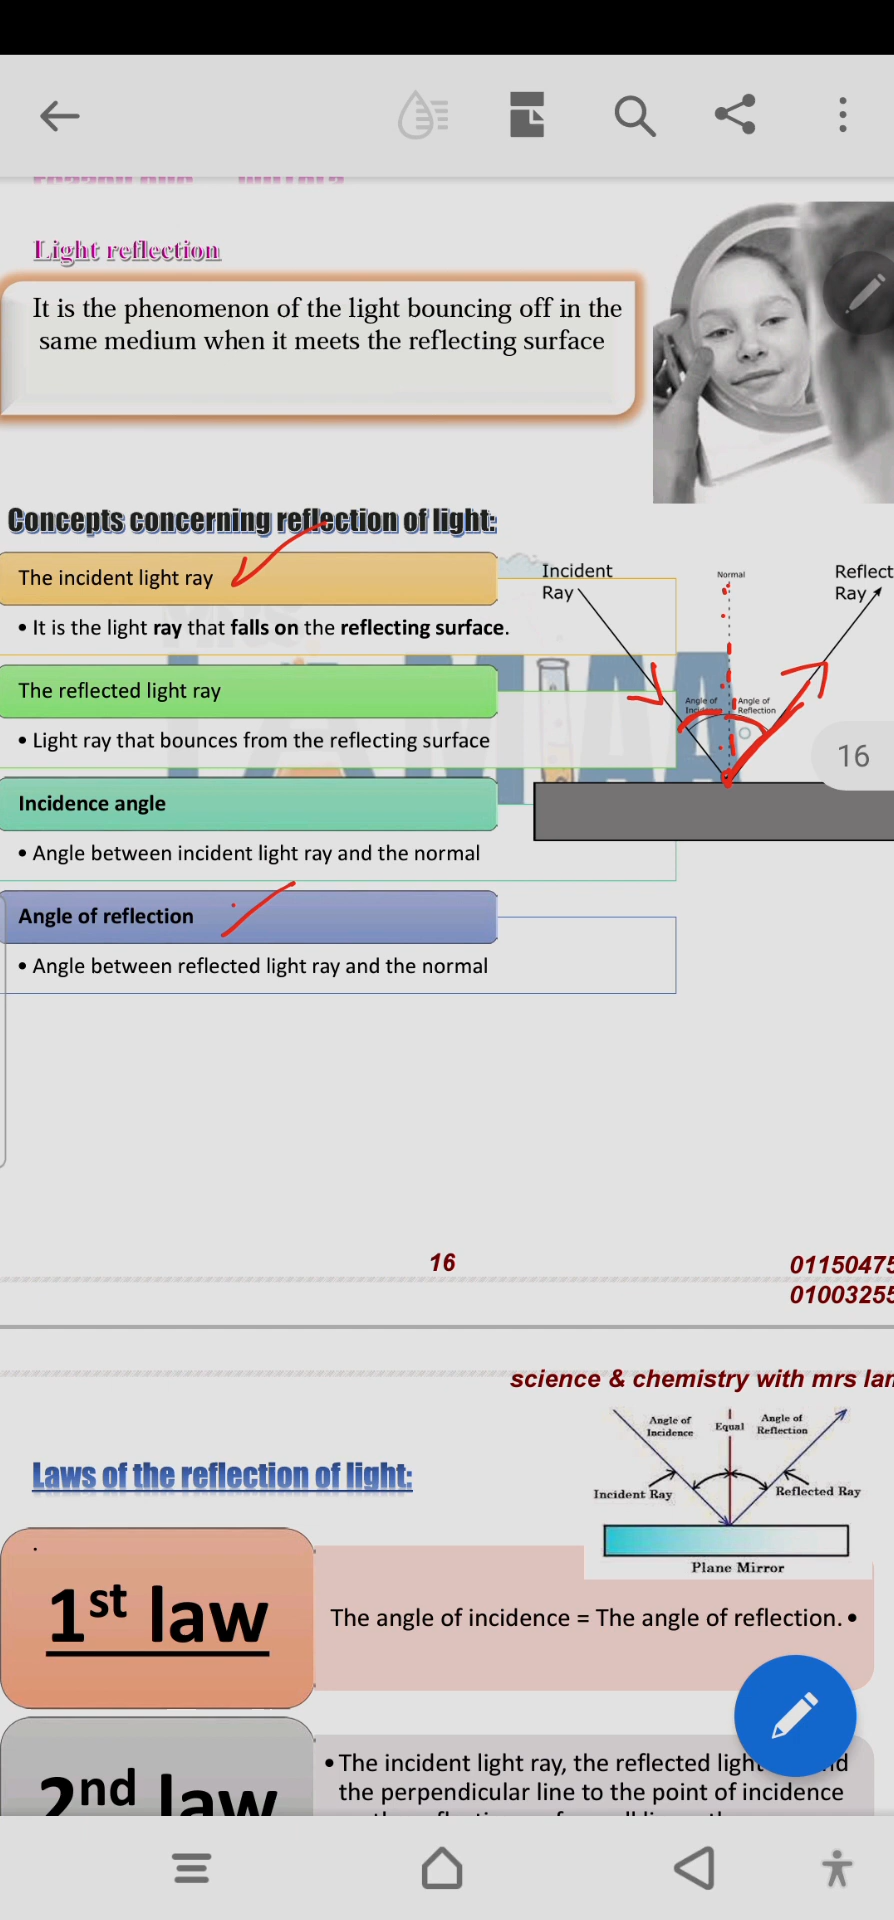 Light reflection
It is the phenomenon of the light bouncing off in the
same medium when it meets the reflecting surface
Concepts concerning reflection of light:
The incident light ray
• It is the light ray that falls on the reflecting surface.
The reflected light ray
• Light ray that bounces from the reflecting surface
Incidence angle
• Angle between incident light ray and the normal
Angle of reflection
• Angle between reflected light ray and the normal
Incident
Ray
Normal
Reflect
Ray
Angle of
Angle of
Reflection
16
16
01150475
01003255
science & chemistry with mrs lam
Laws of the reflection of light:
Angle of
Incidence
Equal
Angle of
Reflection
Incident Ray
Reflected Ray
Plane Mirror
1st law
The angle of incidence = The angle of reflection. •
2nd law
• The incident light ray, the reflected light
the perpendicular line to the point of incidence